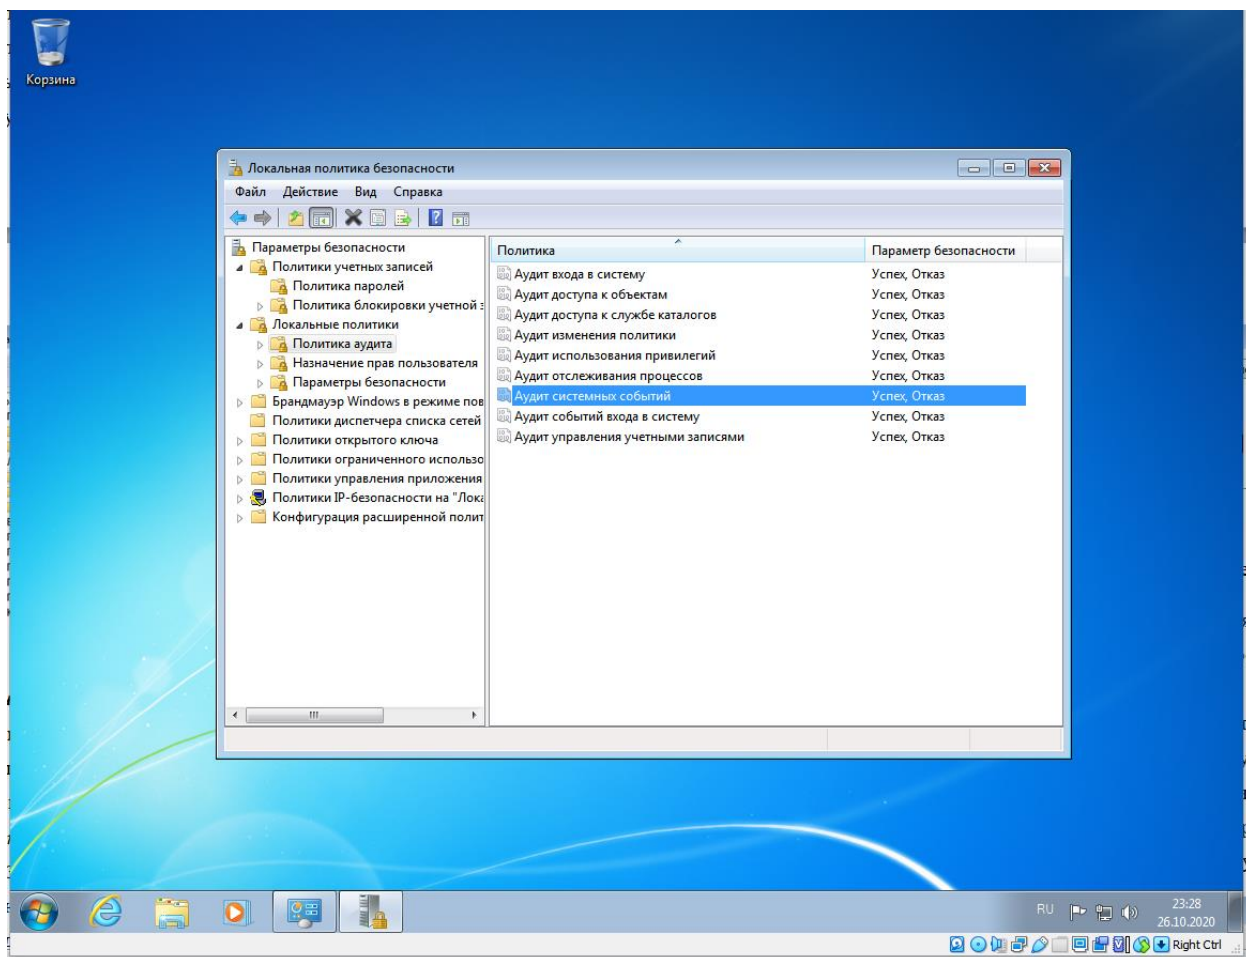 Корзина
Локальная политика безопасности
Файл Действие Вид Справка
Параметры безопасности
Политики учетных записей
Политика паролей
Политика блокировки учетной з
Локальные политики
Политика аудита
Назначение прав пользователя
Параметры безопасности
Брандмауэр Windows в режиме пов
Политики диспетчера списка сетей
Политики открытого ключа
Политики ограниченного использо
Политики управления приложения
Политики IP-безопасности на "Лока
Конфигурация расширенной полит
Политика Параметр безопасности
Аудит входа в систему Успех, Отказ
Аудит доступа к объектам Успех, Отказ
Аудит доступа к службе каталогов Успех, Отказ
Аудит изменения политики Успех, Отказ
Аудит использования привилегий Успех, Отказ
Аудит отслеживания процессов Успех, Отказ
Аудит системных событий Успех, Отказ
Аудит событий входа в систему Успех, Отказ
Аудит управления учетными записями Успех, Отказ
RU
23:28
26.10.2020
Right Ctrl